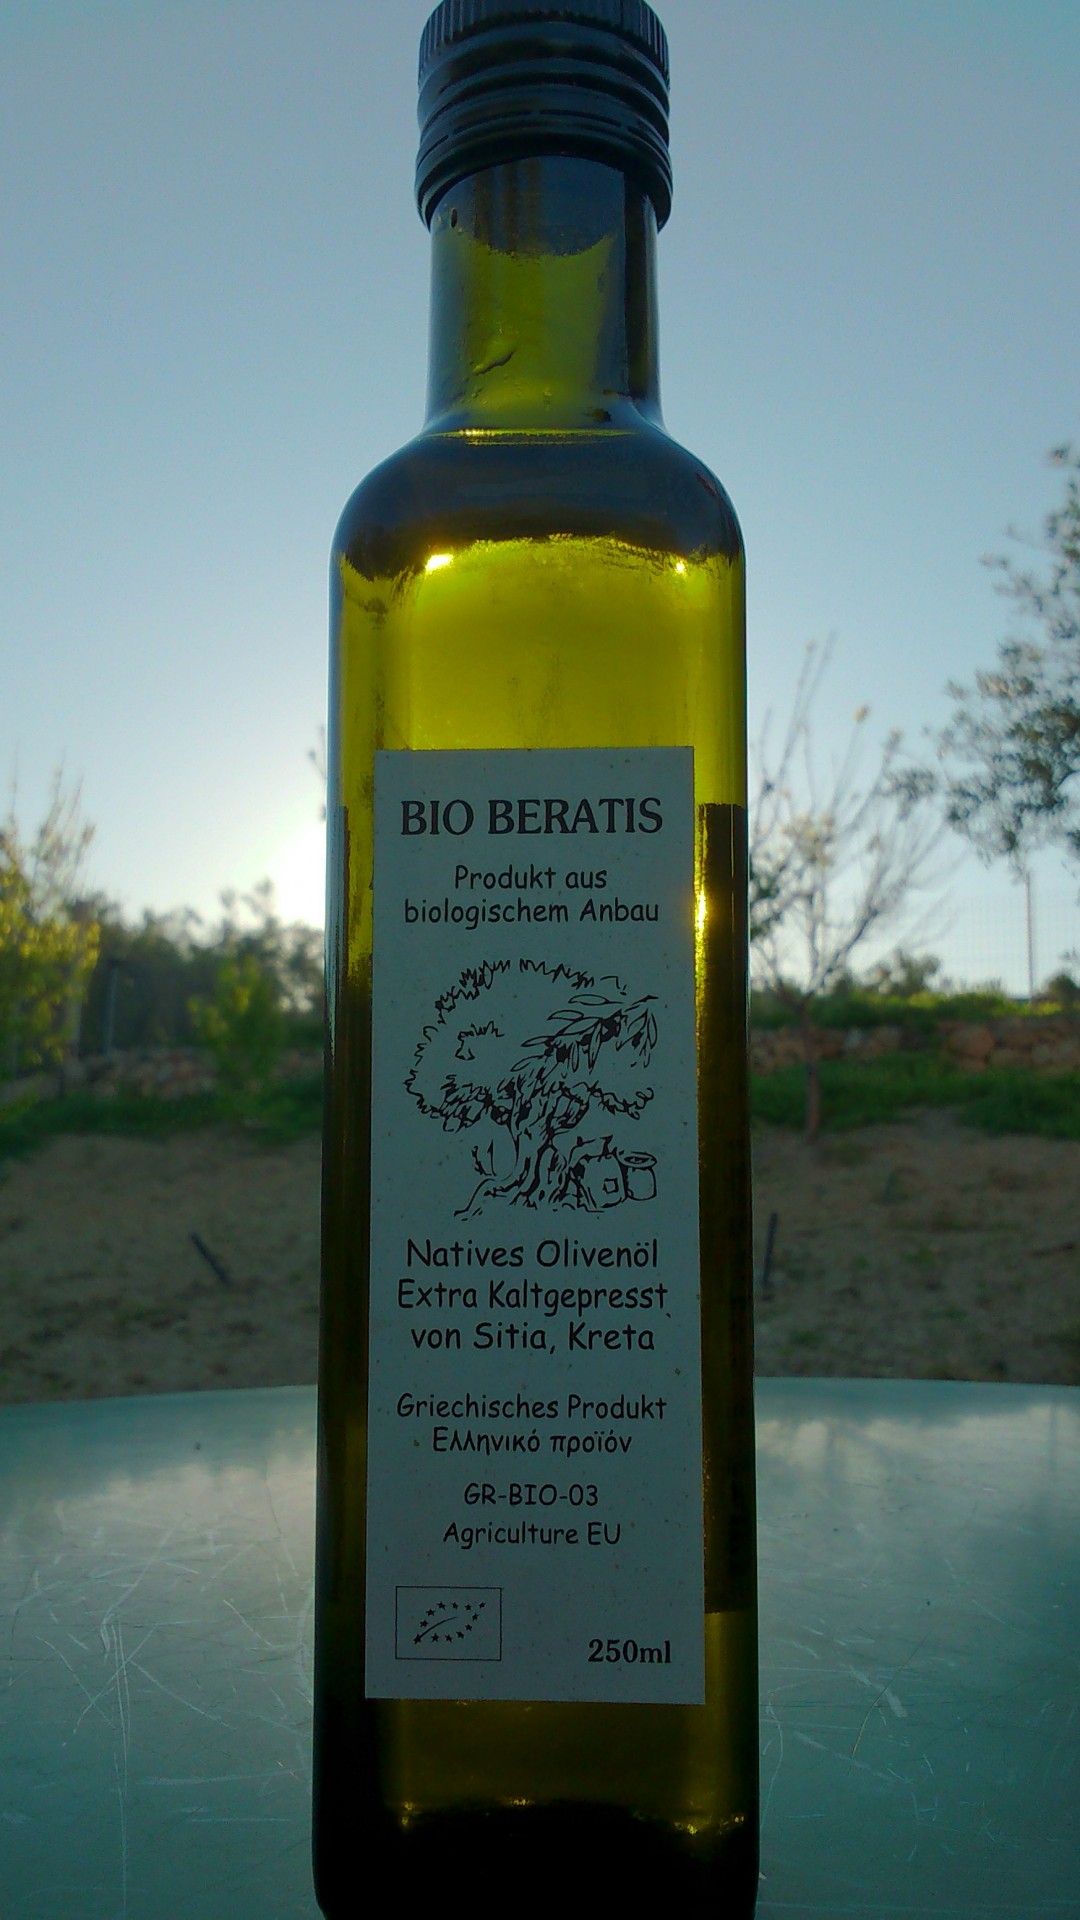 BIO BERATIS
Produkt aus
biologischem Anbau
Natives Olivenöl
Extra Kaltgepresst
von Sitia, Kreta
Griechisches Produkt
Ελληνικό προϊόν
GR-BIO-03
Agriculture EU
250ml